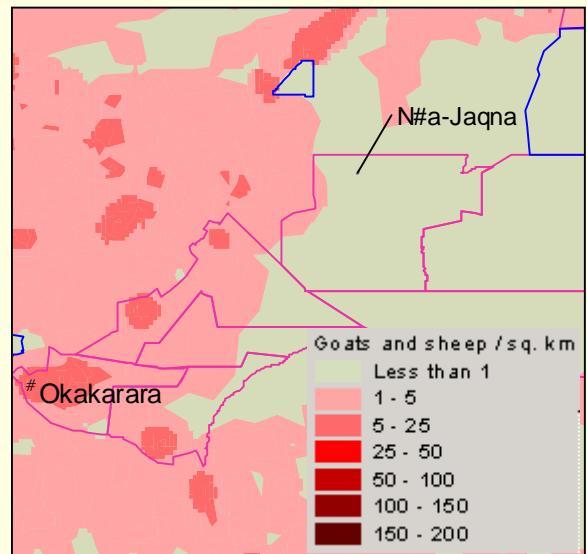 N#a-Jaqna
Goats and sheep / sq. km
Less than 1
1 - 5
# Okakarara
5 - 25
25 - 50
50 - 100
100 - 150
150 - 200